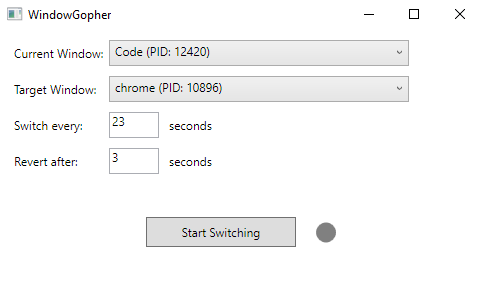 WindowGopher
Current Window: Code (PID: 12420)
Target Window: chrome (PID: 10896)
Switch every: 23 seconds
Revert after: 3 seconds
Start Switching